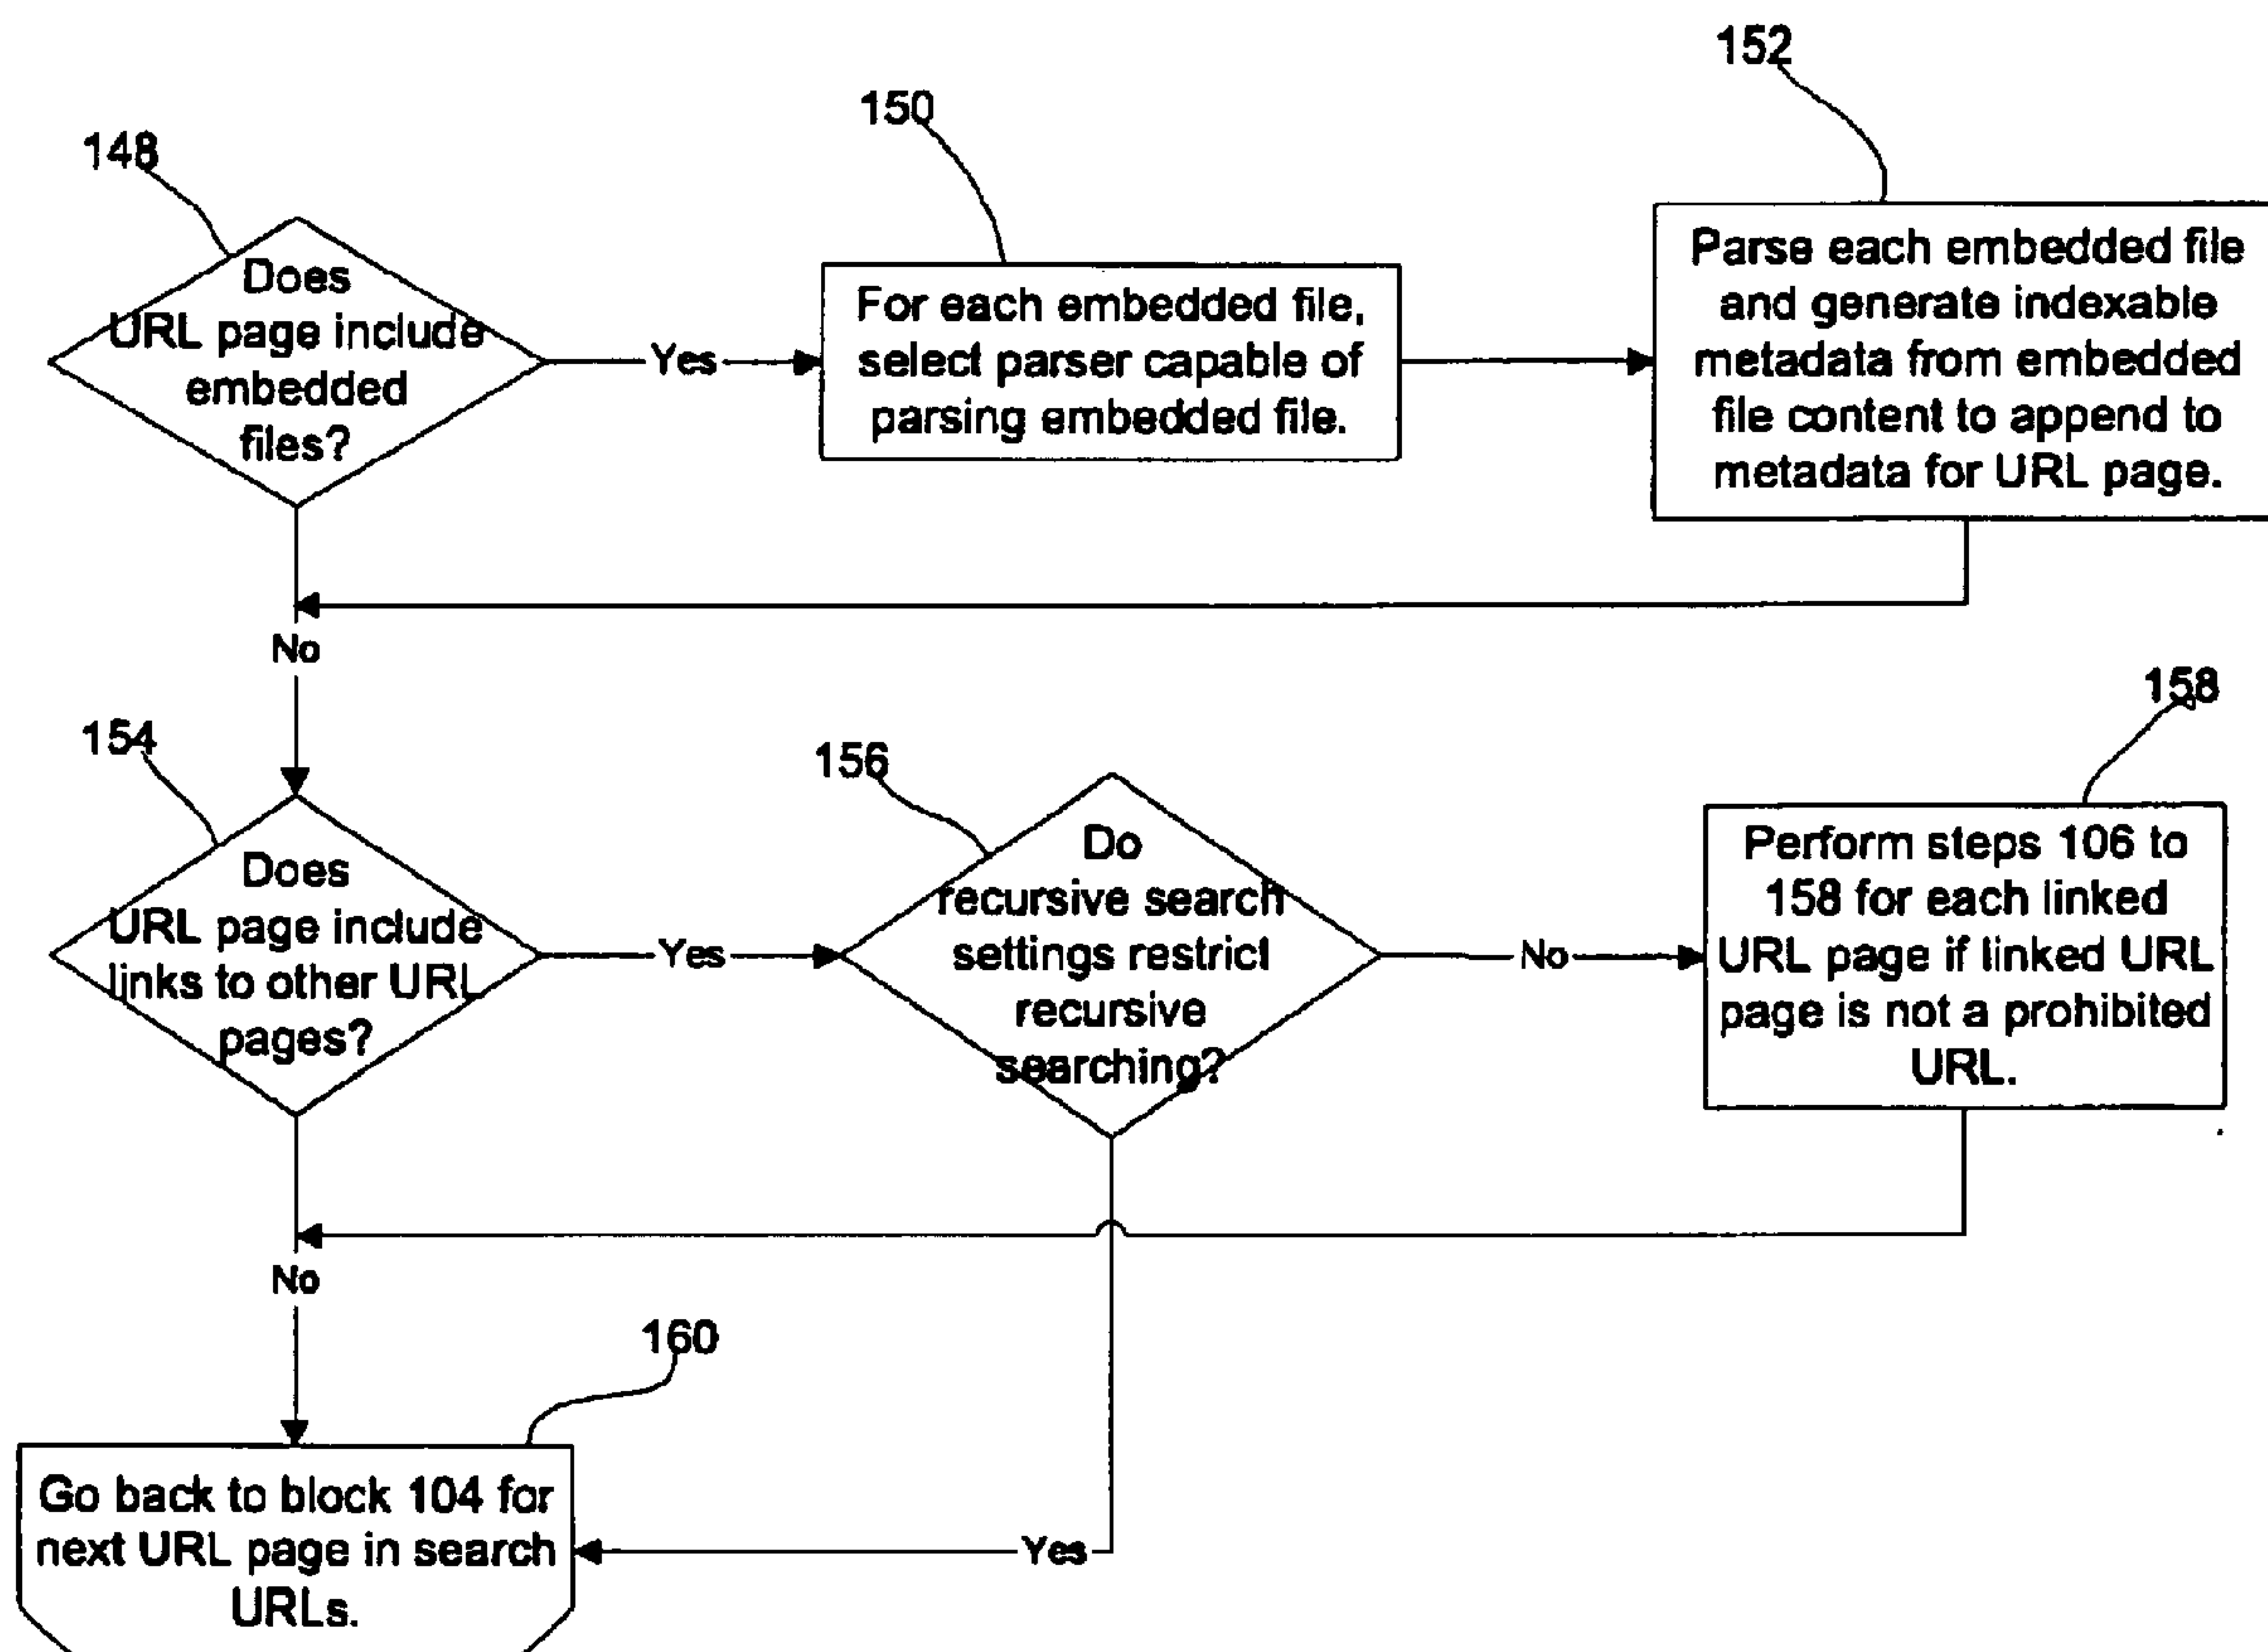 152
150
148
Does
URL page include
embedded
files?
Yes
For each embedded file,
select parser capable of
parsing embedded file.
Parse each embedded file
and generate indexable
metadata from embedded
file content to append to
metadata for URL page.
No
158
154
156
Does
URL page include
links to other URL
pages?
Yes
Do
recursive search
settings restrict
recursive
searching?
No
Perform steps 106 to
158 for each linked
URL page if linked URL
page is not a prohibited
URL.
No
160
Go back to block 104 for
next URL page in search
URLs.
Yes